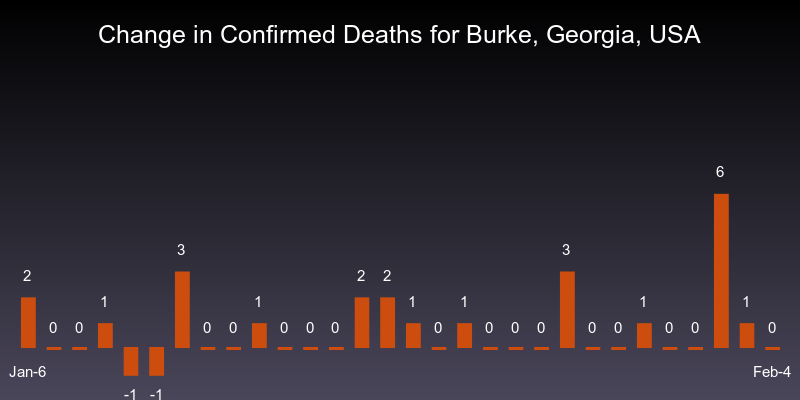 Change in Confirmed Deaths for Burke, Georgia, USA
6
3 3
2 2 2
1 1 1 1 1 1
0 0 0 0 0 0 0 0 0 0 0 0 0 0 0 0 0
Jan-6 Feb-4
-1 -1